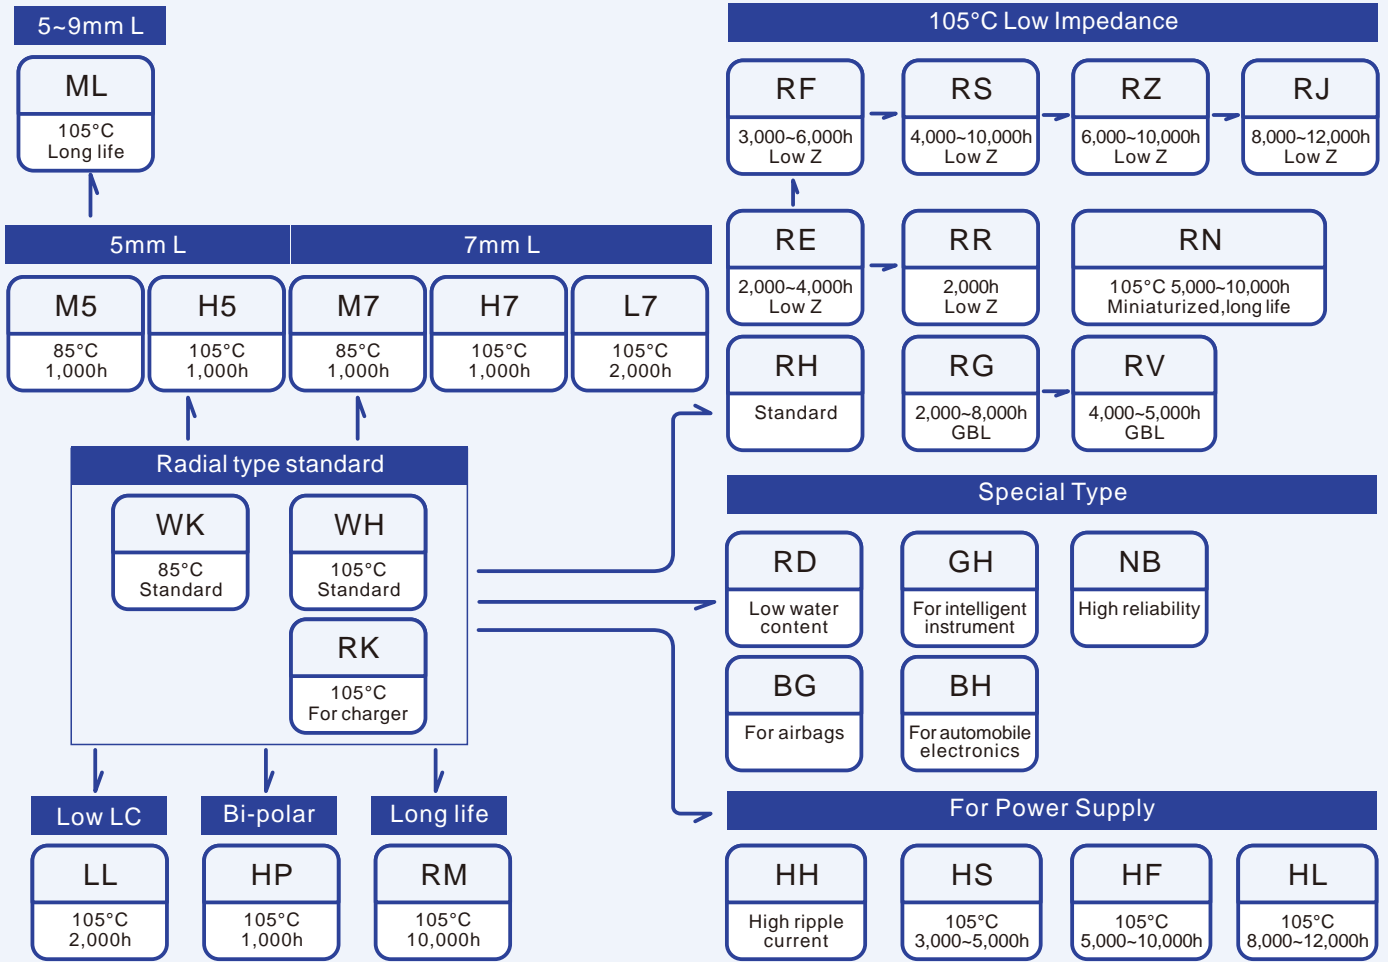 5~9mm L
ML
105°C
Long life
5mm L
7mm L
M5
85°C
1,000h
H5
105°C
1,000h
M7
85°C
1,000h
H7
105°C
1,000h
L7
105°C
2,000h
Radial type standard
WK
85°C
Standard
WH
105°C
Standard
RK
105°C
For charger
Low LC
LL
105°C
2,000h
Bi-polar
HP
105°C
1,000h
Long life
RM
105°C
10,000h
105°C Low Impedance
RF
3,000~6,000h
Low Z
RS
4,000~10,000h
Low Z
RZ
6,000~10,000h
Low Z
RJ
8,000~12,000h
Low Z
RE
2,000~4,000h
Low Z
RR
2,000h
Low Z
RN
105°C 5,000~10,000h
Miniaturized,long life
RH
Standard
RG
2,000~8,000h
GBL
RV
4,000~5,000h
GBL
Special Type
RD
Low water
content
GH
For intelligent
instrument
NB
High reliability
BG
For airbags
BH
For automobile
electronics
For Power Supply
HH
High ripple
current
HS
105°C
3,000~5,000h
HF
105°C
5,000~10,000h
HL
105°C
8,000~12,000h